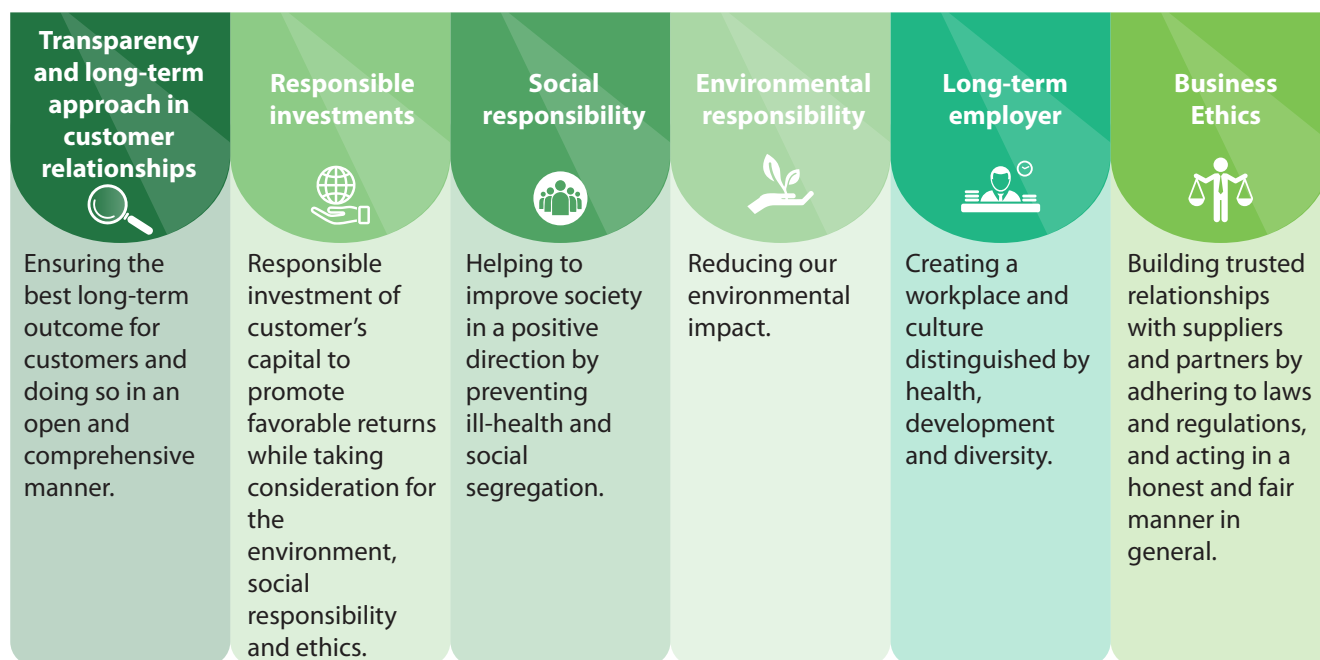 Transparency
and long-term
approach in
customer
relationships
Ensuring the
best long-term
outcome for
customers and
doing so in an
open and
comprehensive
manner.
Responsible
investments
Responsible
investment of
customer’s
capital to
promote
favorable returns
while taking
consideration for
the
environment,
social
responsibility
and ethics.
Social
responsibility
Helping to
improve society
in a positive
direction by
preventing
ill-health and
social
segregation.
Environmental
responsibility
Reducing our
environmental
impact.
Long-term
employer
Creating a
workplace and
culture
distinguished by
health,
development
and diversity.
Business
Ethics
Building trusted
relationships
with suppliers
and partners by
adhering to laws
and regulations,
and acting in a
honest and fair
manner in
general.